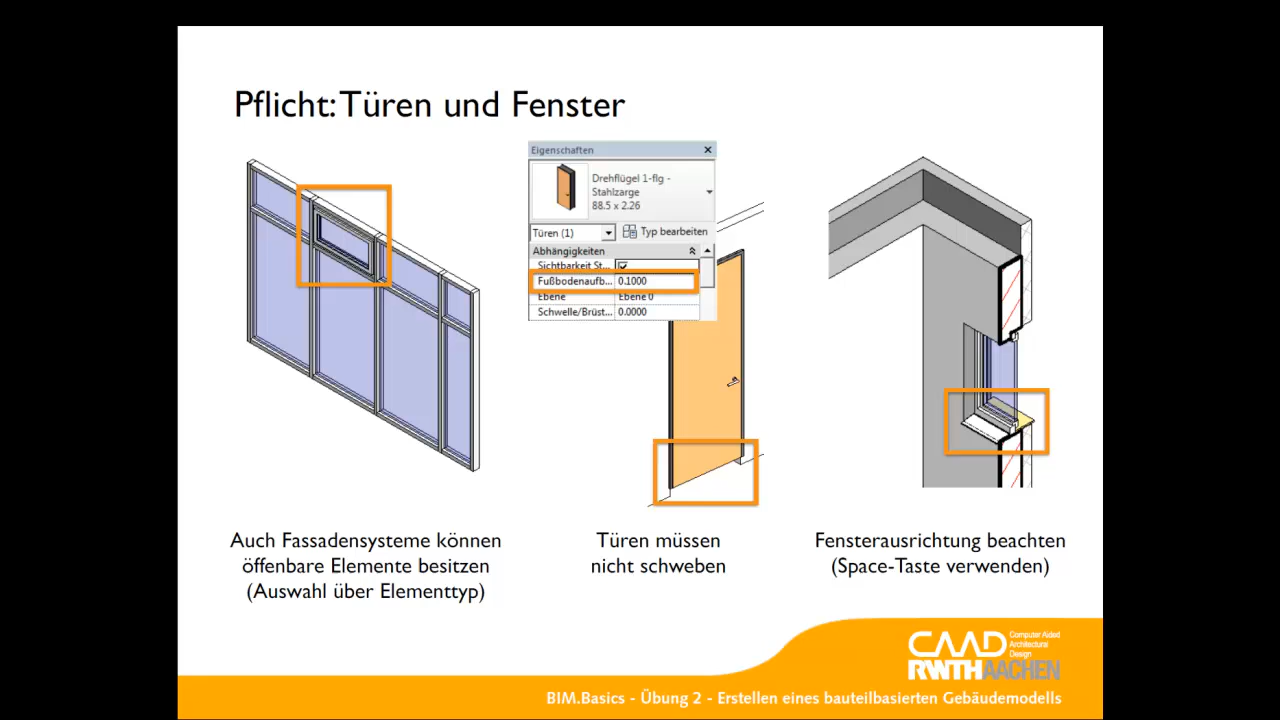 Pflicht: Türen und Fenster
Eigenschaften
Drehflügel 1-flg -
Stahlzarge
88.5 x 2.26
Türen (1)
Typ bearbeiten
Abhängigkeiten
Sichtbarkeit St...
Fußbodenaufb... 0.1000
Ebene Ebene 0
Schwelle/Brüst... 0.0000
Auch Fassadensysteme können
öffenbare Elemente besitzen
(Auswahl über Elementtyp)
Türen müssen
nicht schweben
Fensterausrichtung beachten
(Space-Taste verwenden)
CAAD
Computer Aided
Architectural
Design
RWTHAACHEN
BIM.Basics - Übung 2 - Erstellen eines bauteilbasierten Gebäudemodells